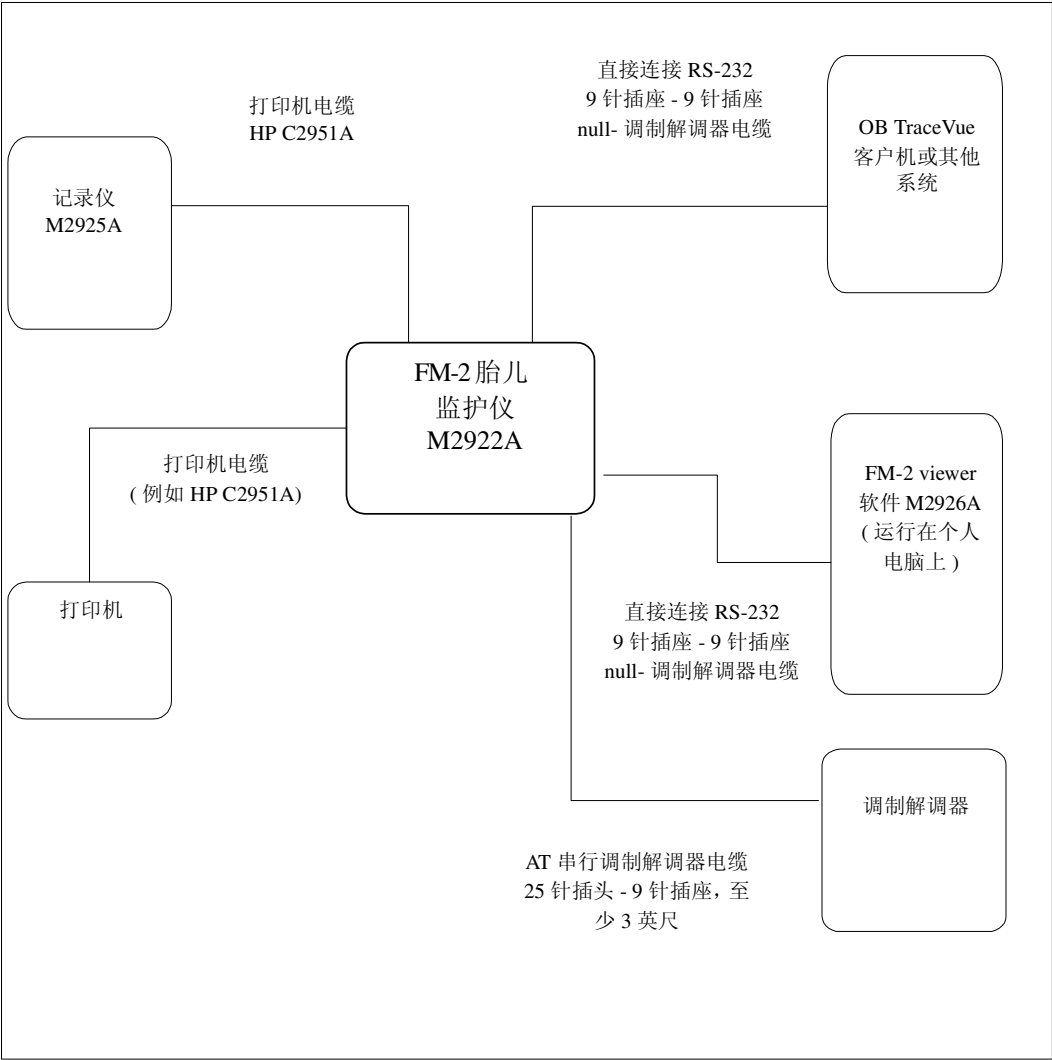 直接连接 RS-232
9 针插座 - 9 针插座
null- 调制解调器电缆
打印机电缆
HP C2951A
OB TraceVue
客户机或其他
系统
记录仪
M2925A
FM-2 胎儿
监护仪
M2922A
打印机电缆
( 例如 HP C2951A)
FM-2 viewer
软件 M2926A
( 运行在个人
电脑上 )
打印机
直接连接 RS-232
9 针插座 - 9 针插座
null- 调制解调器电缆
调制解调器
AT 串行调制解调器电缆
25 针插头 - 9 针插座，至
少 3 英尺